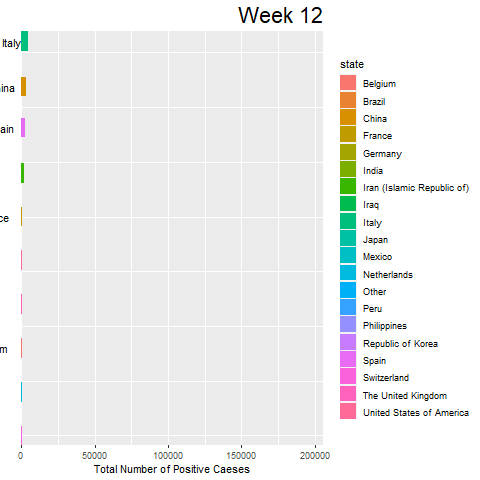 Week 12
Italy
ina
ain
ce
m
0 50000 100000 150000 200000
Total Number of Positive Caeses
state
Belgium
Brazil
China
France
Germany
India
Iran (Islamic Republic of)
Iraq
Italy
Japan
Mexico
Netherlands
Other
Peru
Philippines
Republic of Korea
Spain
Switzerland
The United Kingdom
United States of America